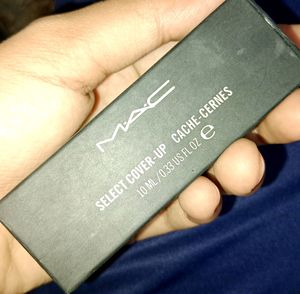 M·A·C
SELECT COVER-UP CACHE-CERNES
10 ML/0.33 US FL OZ ℮